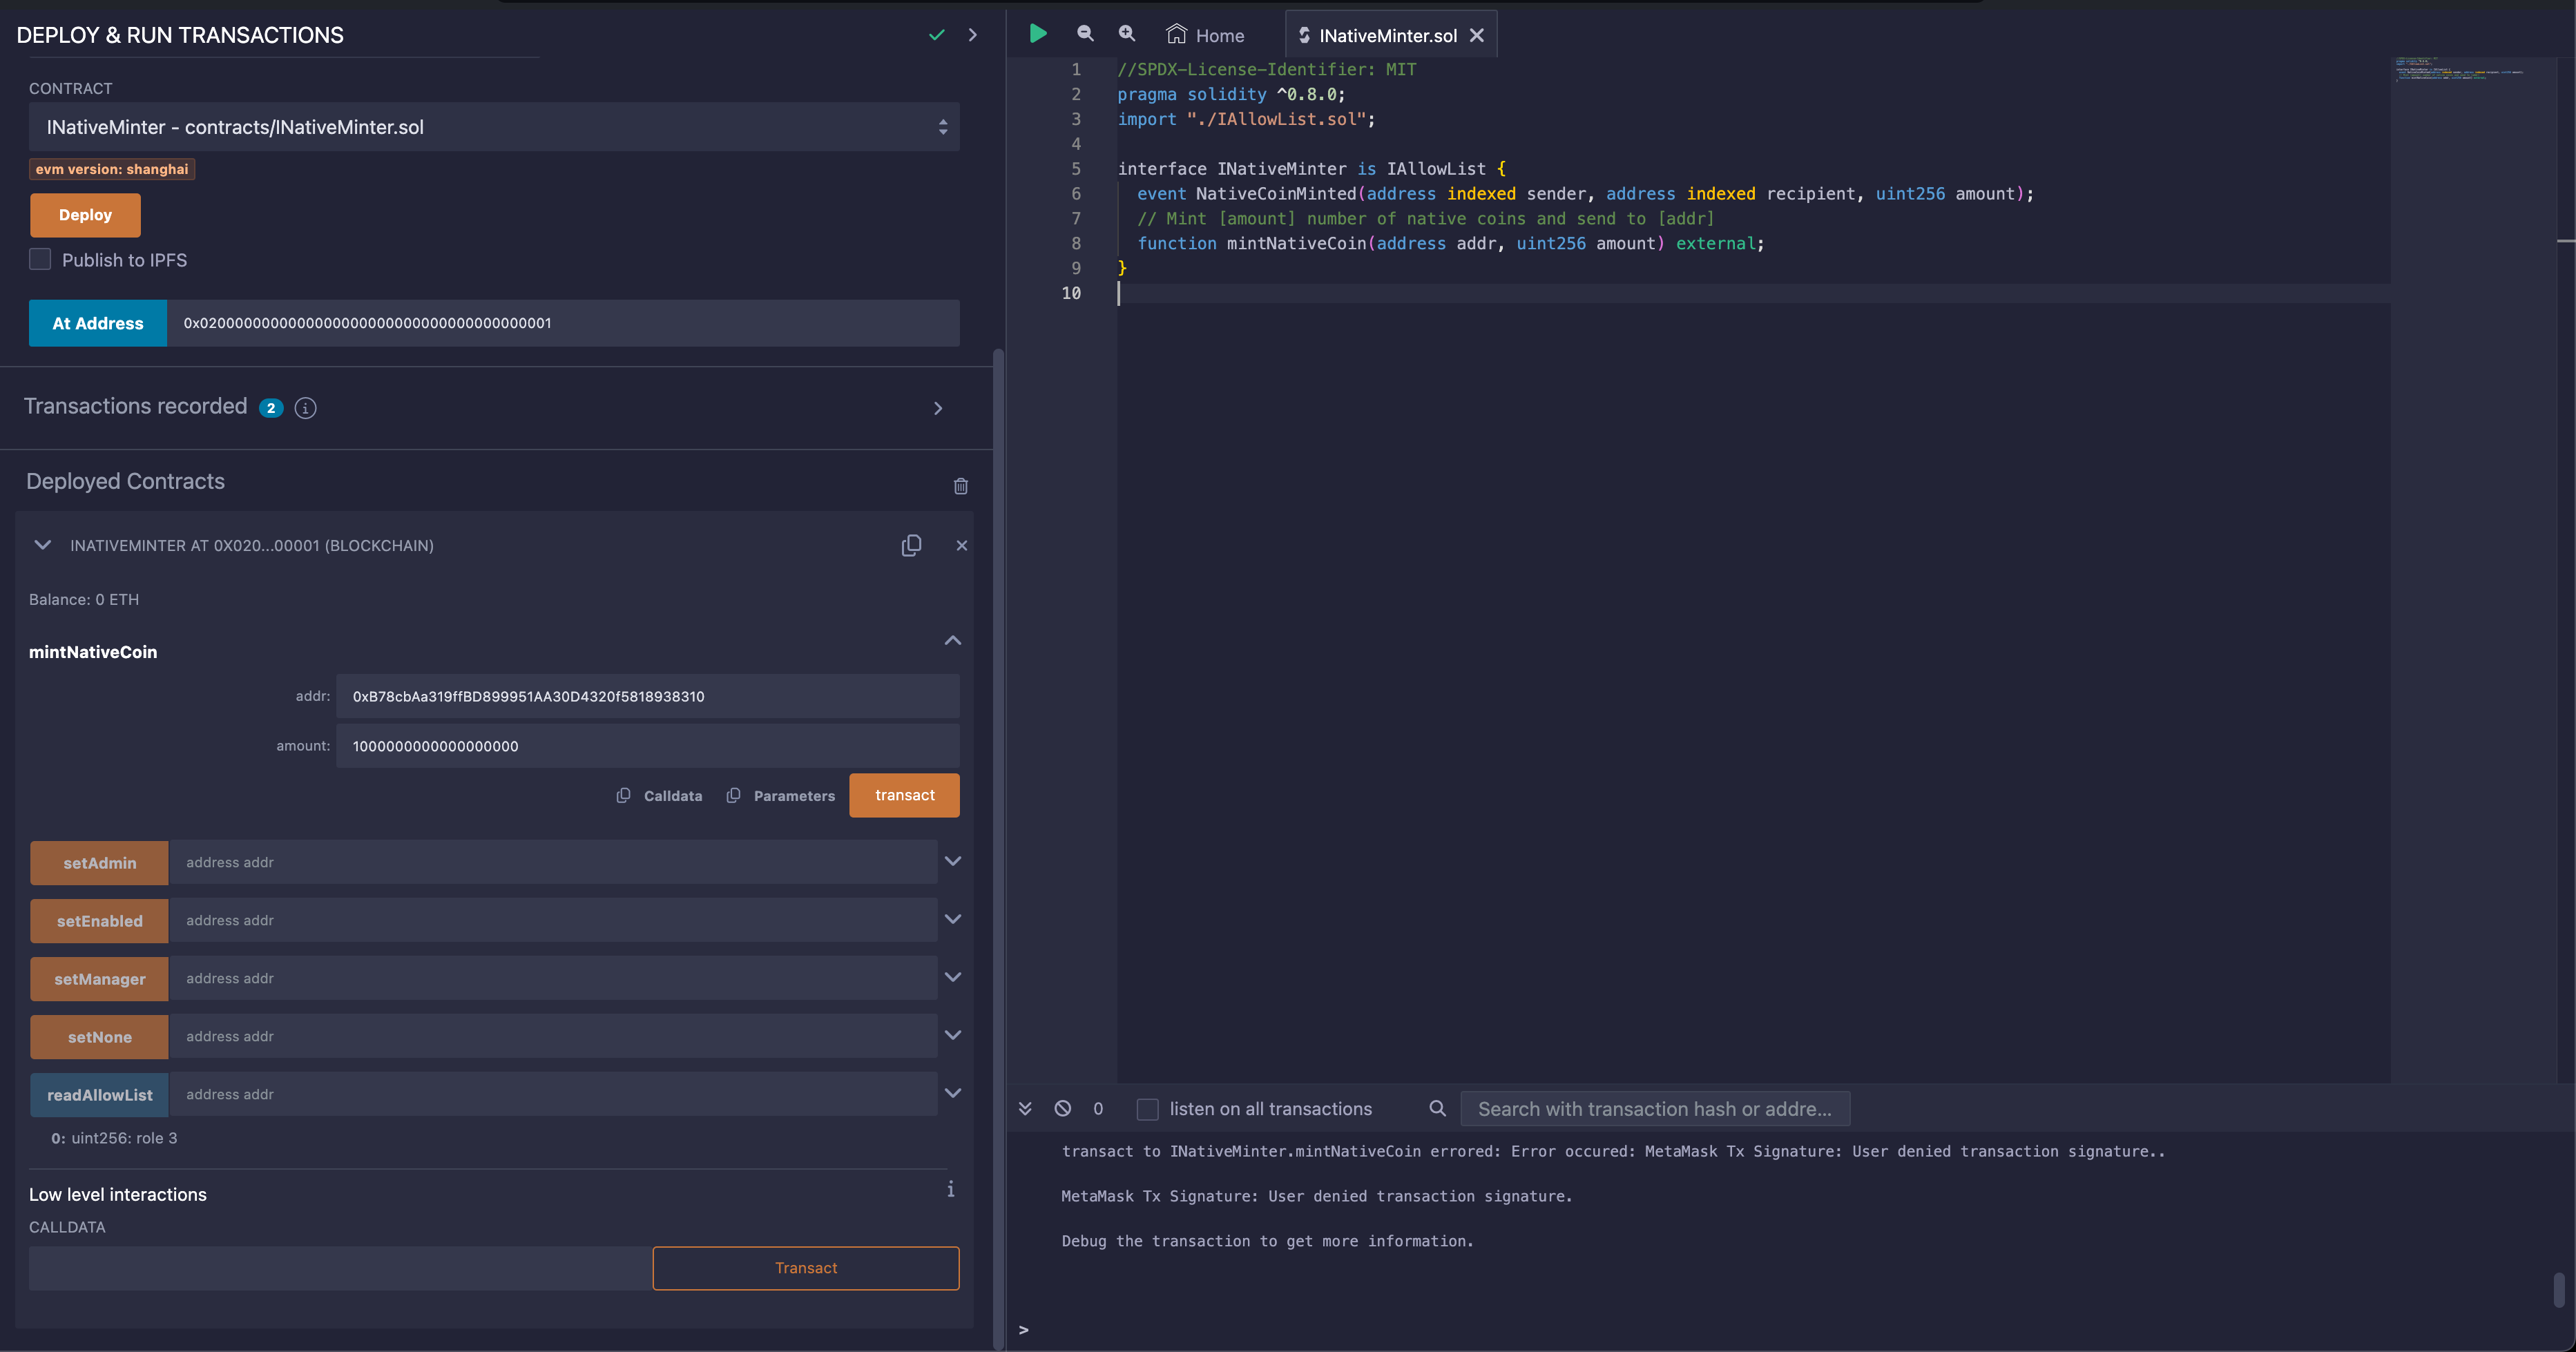 DEPLOY & RUN TRANSACTIONS
CONTRACT
INativeMinter - contracts/INativeMinter.sol
evm version: shanghai
Deploy
Publish to IPFS
At Address
0x0200000000000000000000000000000000000001
Transactions recorded 2 i
Deployed Contracts
INATIVEMINTER AT 0X020...00001 (BLOCKCHAIN)
Balance: 0 ETH
mintNativeCoin
addr: 0xB78cbAa319ffBD899951AA30D4320f5818938310
amount: 1000000000000000000
Calldata Parameters transact
setAdmin address addr
setEnabled address addr
setManager address addr
setNone address addr
readAllowList address addr
0: uint256: role 3
Low level interactions i
CALLDATA
Transact
Home INativeMinter.sol
1 //SPDX-License-Identifier: MIT
2 pragma solidity ^0.8.0;
3 import "./IAllowList.sol";
4
5 interface INativeMinter is IAllowList {
6 event NativeCoinMinted(address indexed sender, address indexed recipient, uint256 amount);
7 // Mint [amount] number of native coins and send to [addr]
8 function mintNativeCoin(address addr, uint256 amount) external;
9 }
10
0 listen on all transactions Search with transaction hash or addre...
transact to INativeMinter.mintNativeCoin errored: Error occured: MetaMask Tx Signature: User denied transaction signature..
MetaMask Tx Signature: User denied transaction signature.
Debug the transaction to get more information.
>